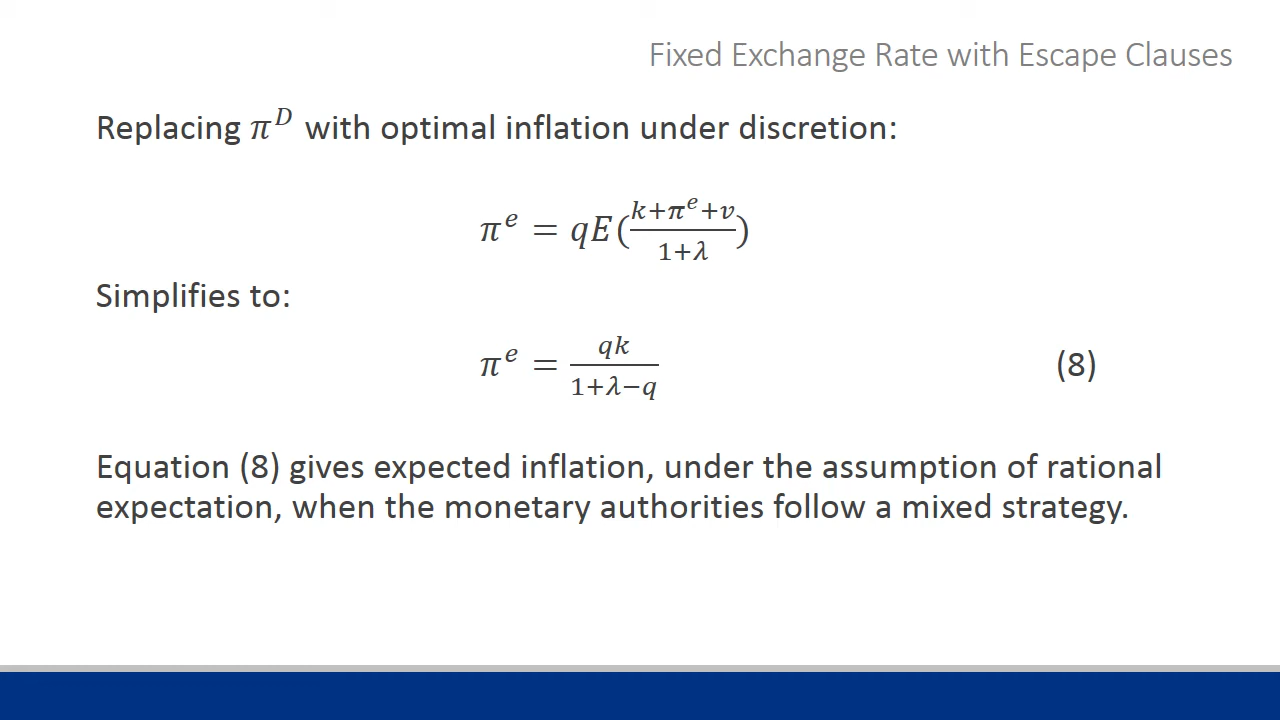 Fixed Exchange Rate with Escape Clauses
Replacing π^D with optimal inflation under discretion:
π^e = qE((k+π^e+v)/(1+λ))
Simplifies to:
π^e = qk/(1+λ−q) (8)
Equation (8) gives expected inflation, under the assumption of rational
expectation, when the monetary authorities follow a mixed strategy.